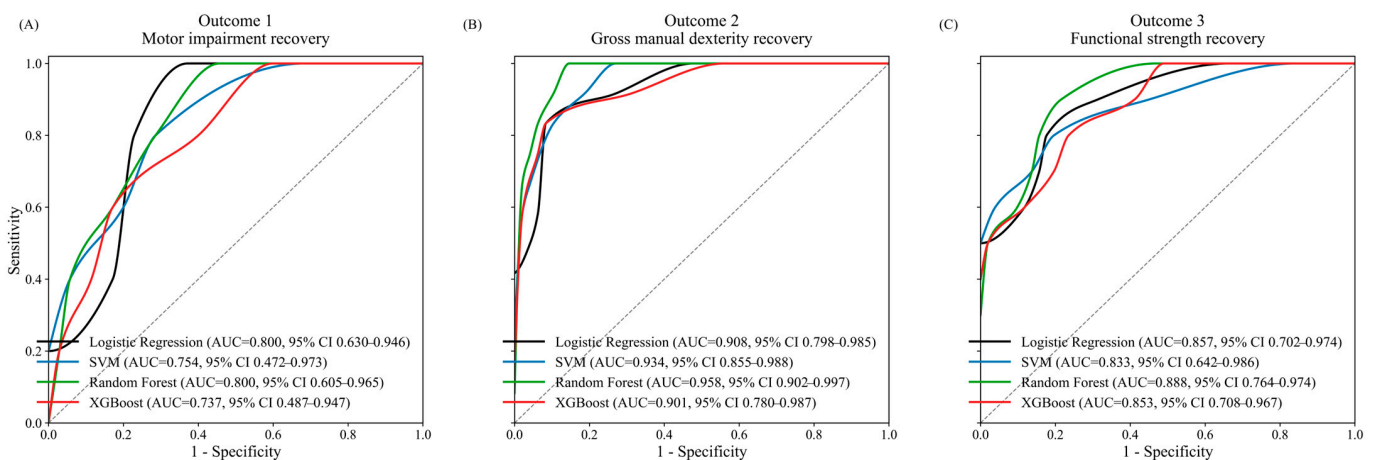 (A)
Outcome 1
Motor impairment recovery
1.0
0.8
0.6
0.4
0.2
0.0
Sensitivity
Logistic Regression (AUC=0.800, 95% CI 0.630–0.946)
SVM (AUC=0.754, 95% CI 0.472–0.973)
Random Forest (AUC=0.800, 95% CI 0.605–0.965)
XGBoost (AUC=0.737, 95% CI 0.487–0.947)
0.0 0.2 0.4 0.6 0.8 1.0
1 - Specificity
(B)
Outcome 2
Gross manual dexterity recovery
Logistic Regression (AUC=0.908, 95% CI 0.798–0.985)
SVM (AUC=0.934, 95% CI 0.855–0.988)
Random Forest (AUC=0.958, 95% CI 0.902–0.997)
XGBoost (AUC=0.901, 95% CI 0.780–0.987)
0.0 0.2 0.4 0.6 0.8 1.0
1 - Specificity
(C)
Outcome 3
Functional strength recovery
Logistic Regression (AUC=0.857, 95% CI 0.702–0.974)
SVM (AUC=0.833, 95% CI 0.642–0.986)
Random Forest (AUC=0.888, 95% CI 0.764–0.974)
XGBoost (AUC=0.853, 95% CI 0.708–0.967)
0.0 0.2 0.4 0.6 0.8 1.0
1 - Specificity